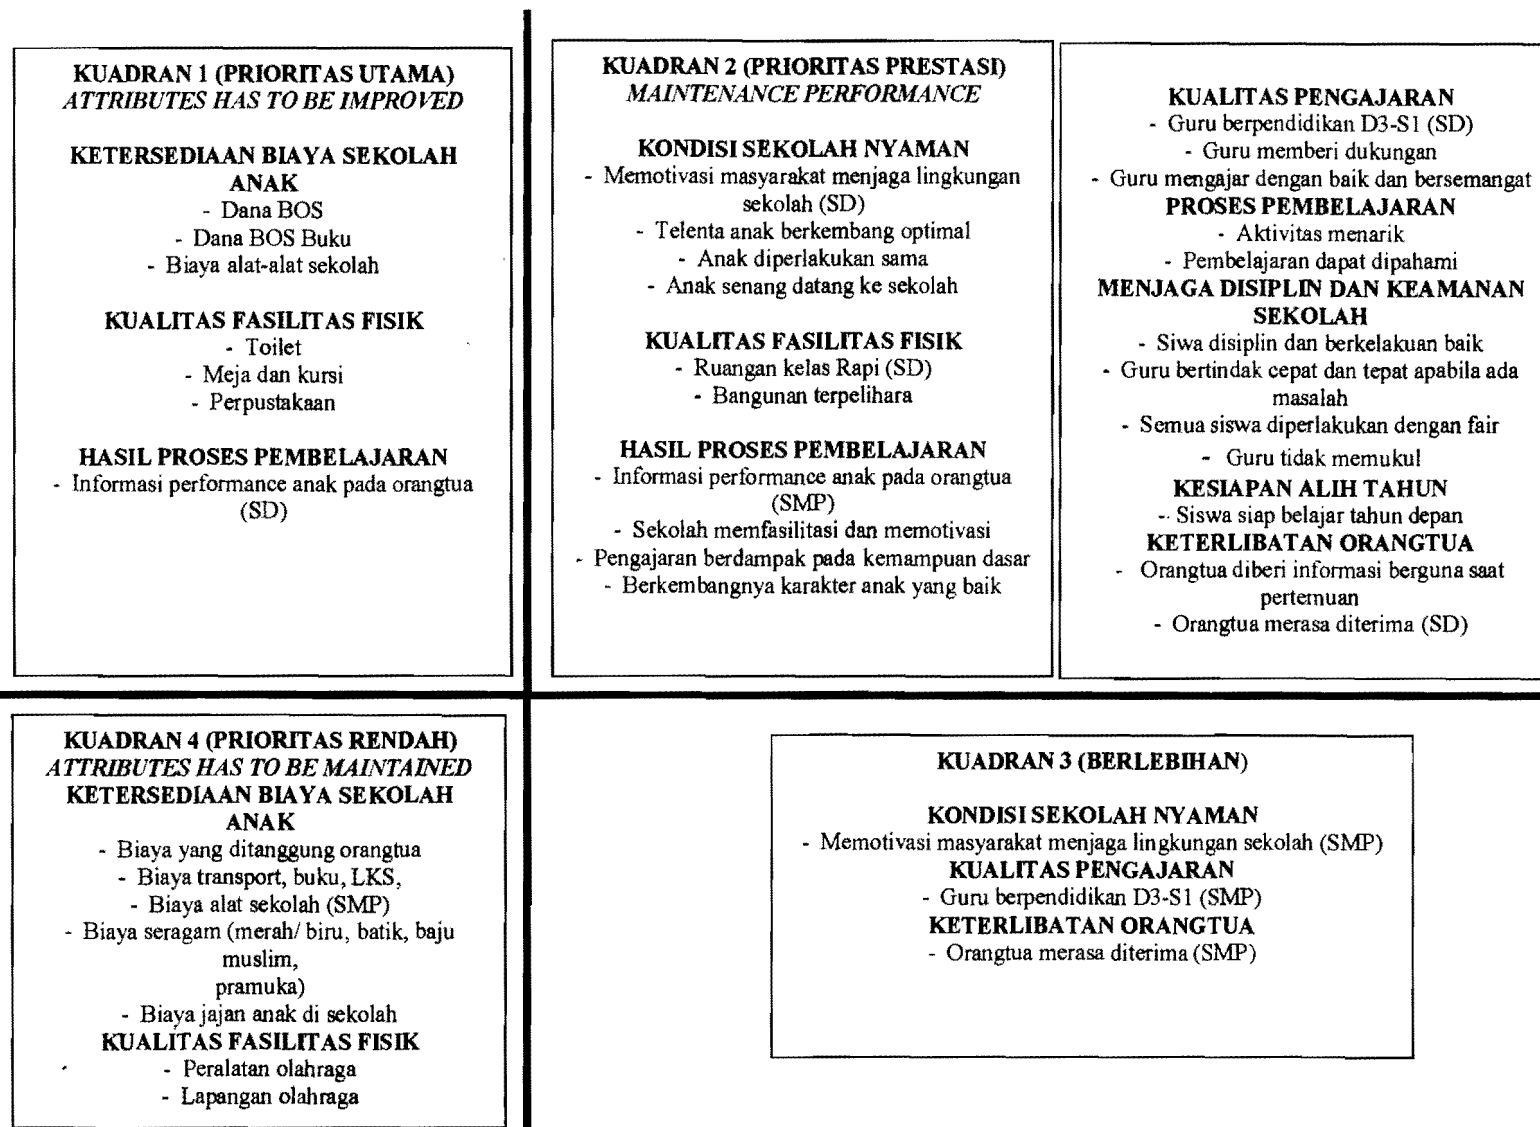 KUADRAN 1 (PRIORITAS UTAMA)
ATTRIBUTES HAS TO BE IMPROVED
KETERSEDIAAN BIAYA SEKOLAH
ANAK
- Dana BOS
- Dana BOS Buku
- Biaya alat-alat sekolah
KUALITAS FASILITAS FISIK
- Toilet
- Meja dan kursi
- Perpustakaan
HASIL PROSES PEMBELAJARAN
- Informasi performance anak pada orangtua
(SD)
KUADRAN 2 (PRIORITAS PRESTASI)
MAINTENANCE PERFORMANCE
KONDISI SEKOLAH NYAMAN
- Memotivasi masyarakat menjaga lingkungan
sekolah (SD)
- Telenta anak berkembang optimal
- Anak diperlakukan sama
- Anak senang datang ke sekolah
KUALITAS FASILITAS FISIK
- Ruangan kelas Rapi (SD)
- Bangunan terpelihara
HASIL PROSES PEMBELAJARAN
- Informasi performance anak pada orangtua
(SMP)
- Sekolah memfasilitasi dan memotivasi
- Pengajaran berdampak pada kemampuan dasar
- Berkembangnya karakter anak yang baik
KUALITAS PENGAJARAN
- Guru berpendidikan D3-S1 (SD)
- Guru memberi dukungan
- Guru mengajar dengan baik dan bersemangat
PROSES PEMBELAJARAN
- Aktivitas menarik
- Pembelajaran dapat dipahami
MENJAGA DISIPLIN DAN KEAMANAN
SEKOLAH
- Siwa disiplin dan berkelakuan baik
- Guru bertindak cepat dan tepat apabila ada
masalah
- Semua siswa diperlakukan dengan fair
- Guru tidak memukul
KESIAPAN ALIH TAHUN
- Siswa siap belajar tahun depan
KETERLIBATAN ORANGTUA
- Orangtua diberi informasi berguna saat
pertemuan
- Orangtua merasa diterima (SD)
KUADRAN 4 (PRIORITAS RENDAH)
ATTRIBUTES HAS TO BE MAINTAINED
KETERSEDIAAN BIAYA SEKOLAH
ANAK
- Biaya yang ditanggung orangtua
- Biaya transport, buku, LKS,
- Biaya alat sekolah (SMP)
- Biaya seragam (merah/ biru, batik, baju
muslim,
pramuka)
- Biaya jajan anak di sekolah
KUALITAS FASILITAS FISIK
- Peralatan olahraga
- Lapangan olahraga
KUADRAN 3 (BERLEBIHAN)
KONDISI SEKOLAH NYAMAN
- Memotivasi masyarakat menjaga lingkungan sekolah (SMP)
KUALITAS PENGAJARAN
- Guru berpendidikan D3-S1 (SMP)
KETERLIBATAN ORANGTUA
- Orangtua merasa diterima (SMP)